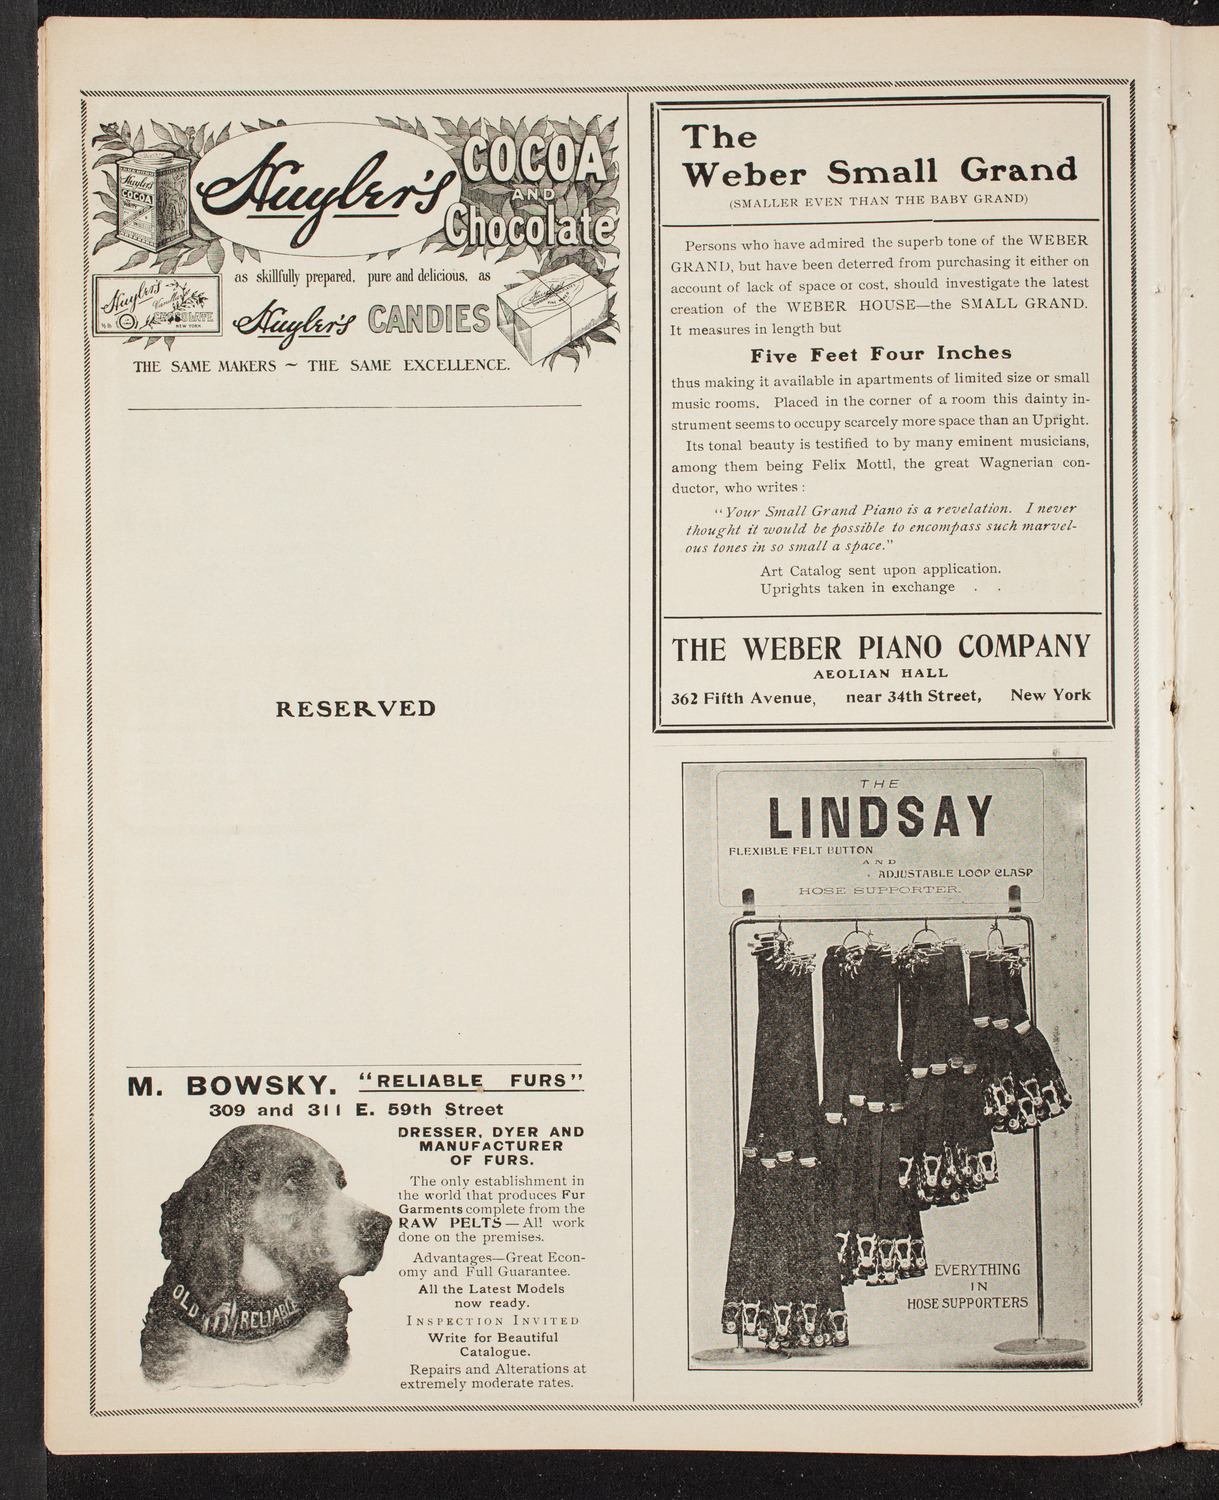 Huyler's
COCOA
AND
Chocolate
Huyler's
COCOA
Huyler's
Vanilla
CHOCOLATE
NEW YORK
as skillfully prepared, pure and delicious, as
Huyler's CANDIES
THE SAME MAKERS ~ THE SAME EXCELLENCE.
RESERVED
M. BOWSKY. "RELIABLE FURS"
309 and 311 E. 59th Street
OLD RELIABLE
DRESSER, DYER AND
MANUFACTURER
OF FURS.
The only establishment in
the world that produces Fur
Garments complete from the
RAW PELTS—All work
done on the premises.
Advantages—Great Econ-
omy and Full Guarantee.
All the Latest Models
now ready.
INSPECTION INVITED
Write for Beautiful
Catalogue.
Repairs and Alterations at
extremely moderate rates.
The
Weber Small Grand
(SMALLER EVEN THAN THE BABY GRAND)
Persons who have admired the superb tone of the WEBER
GRAND, but have been deterred from purchasing it either on
account of lack of space or cost, should investigate the latest
creation of the WEBER HOUSE—the SMALL GRAND.
It measures in length but
Five Feet Four Inches
thus making it available in apartments of limited size or small
music rooms. Placed in the corner of a room this dainty in-
strument seems to occupy scarcely more space than an Upright.
Its tonal beauty is testified to by many eminent musicians,
among them being Felix Mottl, the great Wagnerian con-
ductor, who writes:
"Your Small Grand Piano is a revelation. I never
thought it would be possible to encompass such marvel-
ous tones in so small a space."
Art Catalog sent upon application.
Uprights taken in exchange . .
THE WEBER PIANO COMPANY
AEOLIAN HALL
362 Fifth Avenue, near 34th Street, New York
THE
LINDSAY
FLEXIBLE FELT BUTTON
AND
ADJUSTABLE LOOP CLASP
HOSE SUPPORTER.
EVERYTHING
IN
HOSE SUPPORTERS